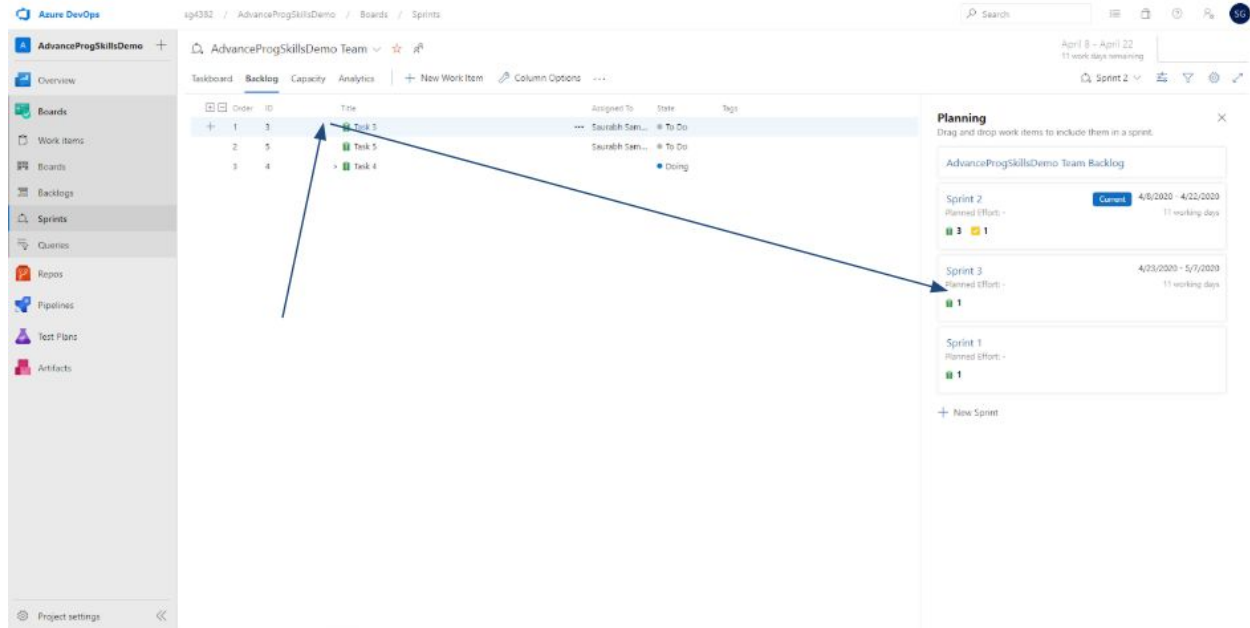 Azure DevOps
sg4382 / AdvanceProgSkillsDemo / Boards / Sprints
Search
SG
A AdvanceProgSkillsDemo
AdvanceProgSkillsDemo Team
April 8 - April 22
11 work days remaining
Overview
Taskboard Backlog Capacity Analytics New Work Item Column Options ...
Sprint 2
Boards
Order ID Title Assigned To State Tags
1 3 Task 3 ... Saurabh Sam... To Do
2 5 Task 5 Saurabh Sam... To Do
3 4 Task 4 Doing
Work items
Boards
Backlogs
Sprints
Queries
Repos
Pipelines
Test Plans
Artifacts
Project settings
Planning
Drag and drop work items to include them in a sprint.
AdvanceProgSkillsDemo Team Backlog
Sprint 2 Current 4/8/2020 - 4/22/2020
Planned Effort: - 11 working days
3 1
Sprint 3 4/23/2020 - 5/7/2020
Planned Effort: - 11 working days
1
Sprint 1
Planned Effort: -
1
New Sprint